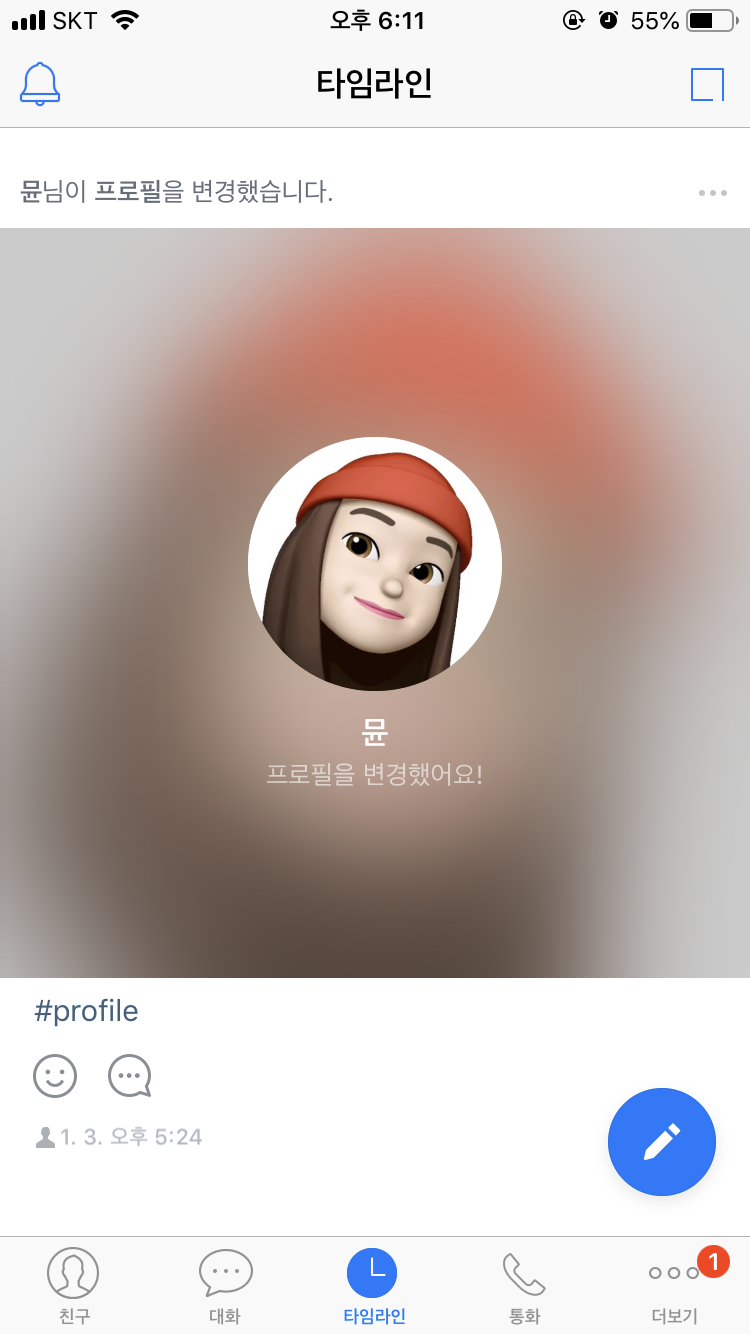 SKT 오후 6:11 55%
타임라인
뮨님이 프로필을 변경했습니다.
뮨
프로필을 변경했어요!
#profile
1. 3. 오후 5:24
1
친구 대화 타임라인 통화 더보기